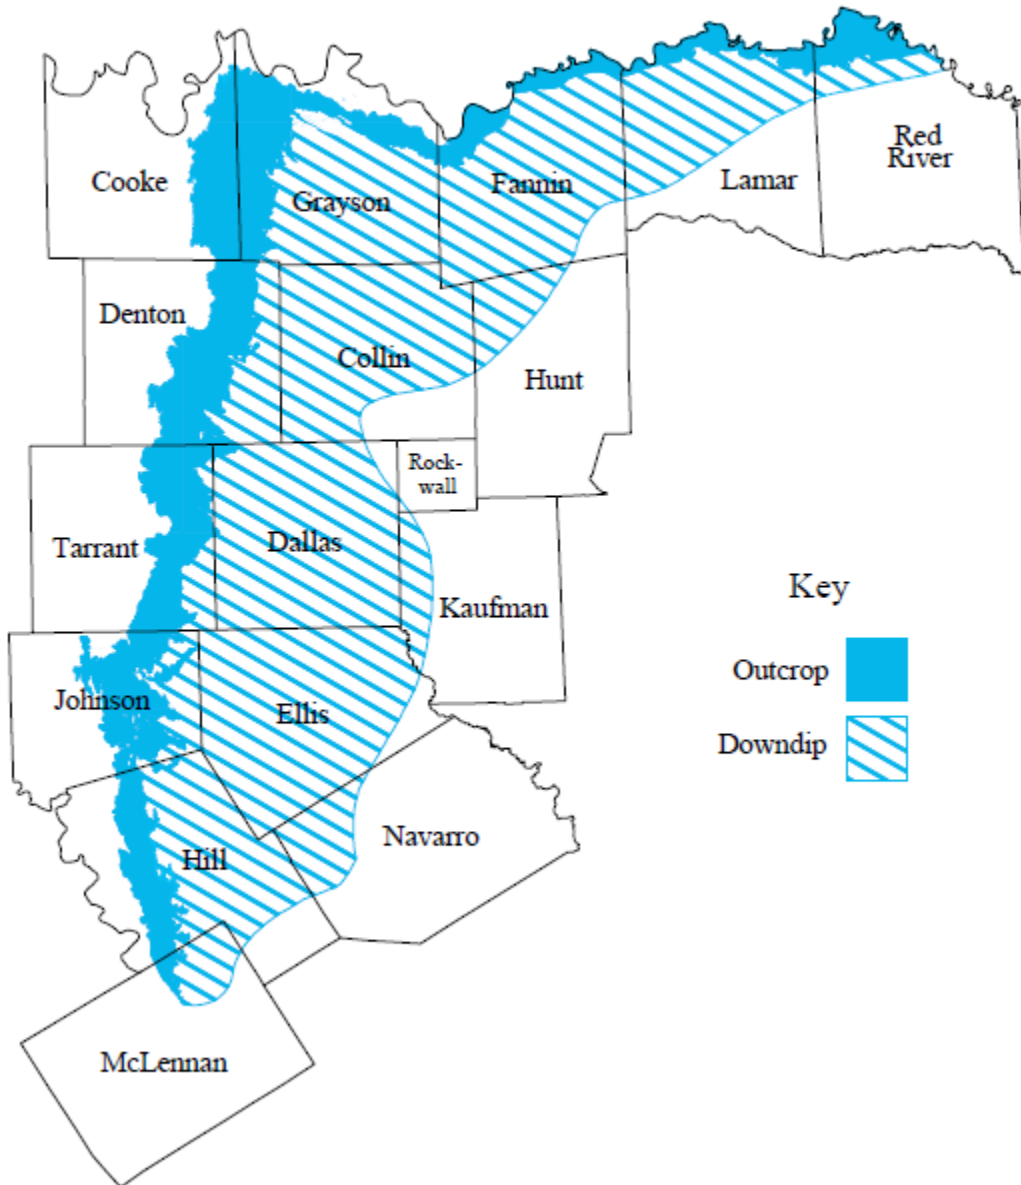 Red
River
Cooke
Grayson
Fannin
Lamar
Denton
Collin
Hunt
Rock-
wall
Tarrant
Dallas
Kaufman
Key
Outcrop
Johnson
Ellis
Downdip
Hill
Navarro
McLennan